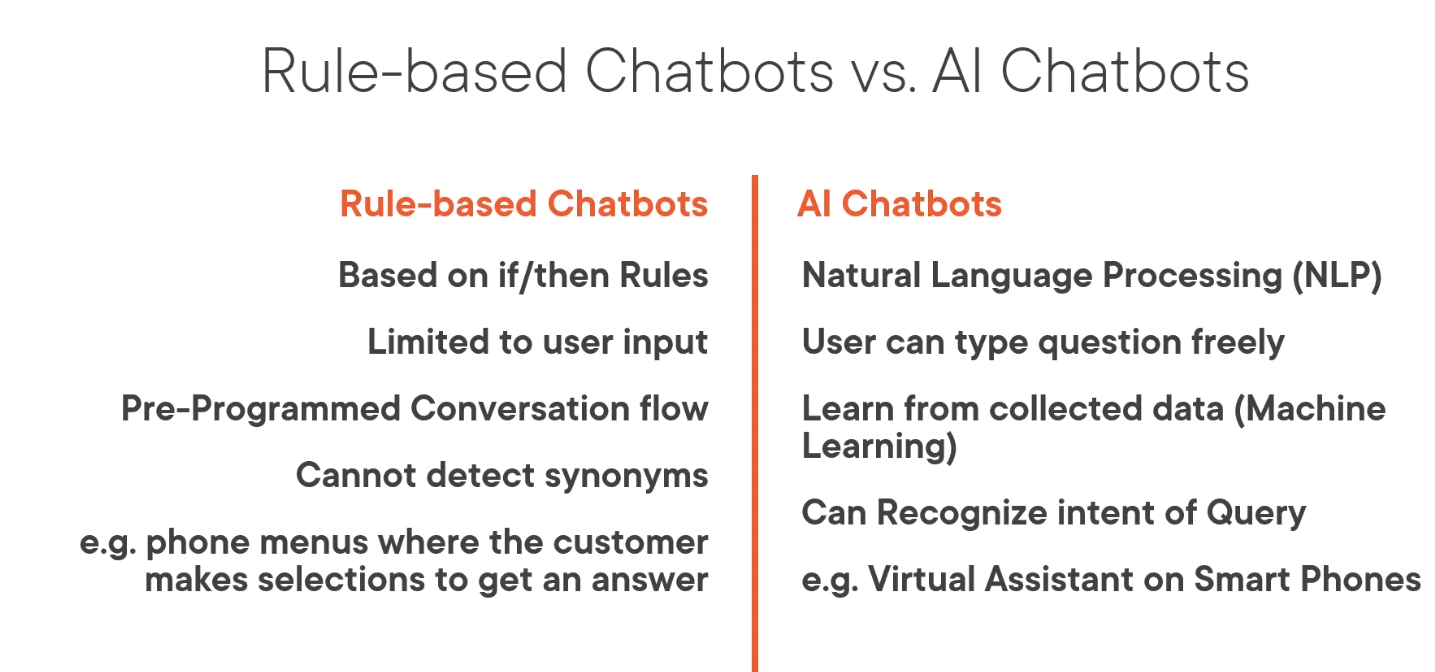 Rule-based Chatbots vs. AI Chatbots
Rule-based Chatbots
Based on if/then Rules
Limited to user input
Pre-Programmed Conversation flow
Cannot detect synonyms
e.g. phone menus where the customer
makes selections to get an answer
AI Chatbots
Natural Language Processing (NLP)
User can type question freely
Learn from collected data (Machine
Learning)
Can Recognize intent of Query
e.g. Virtual Assistant on Smart Phones